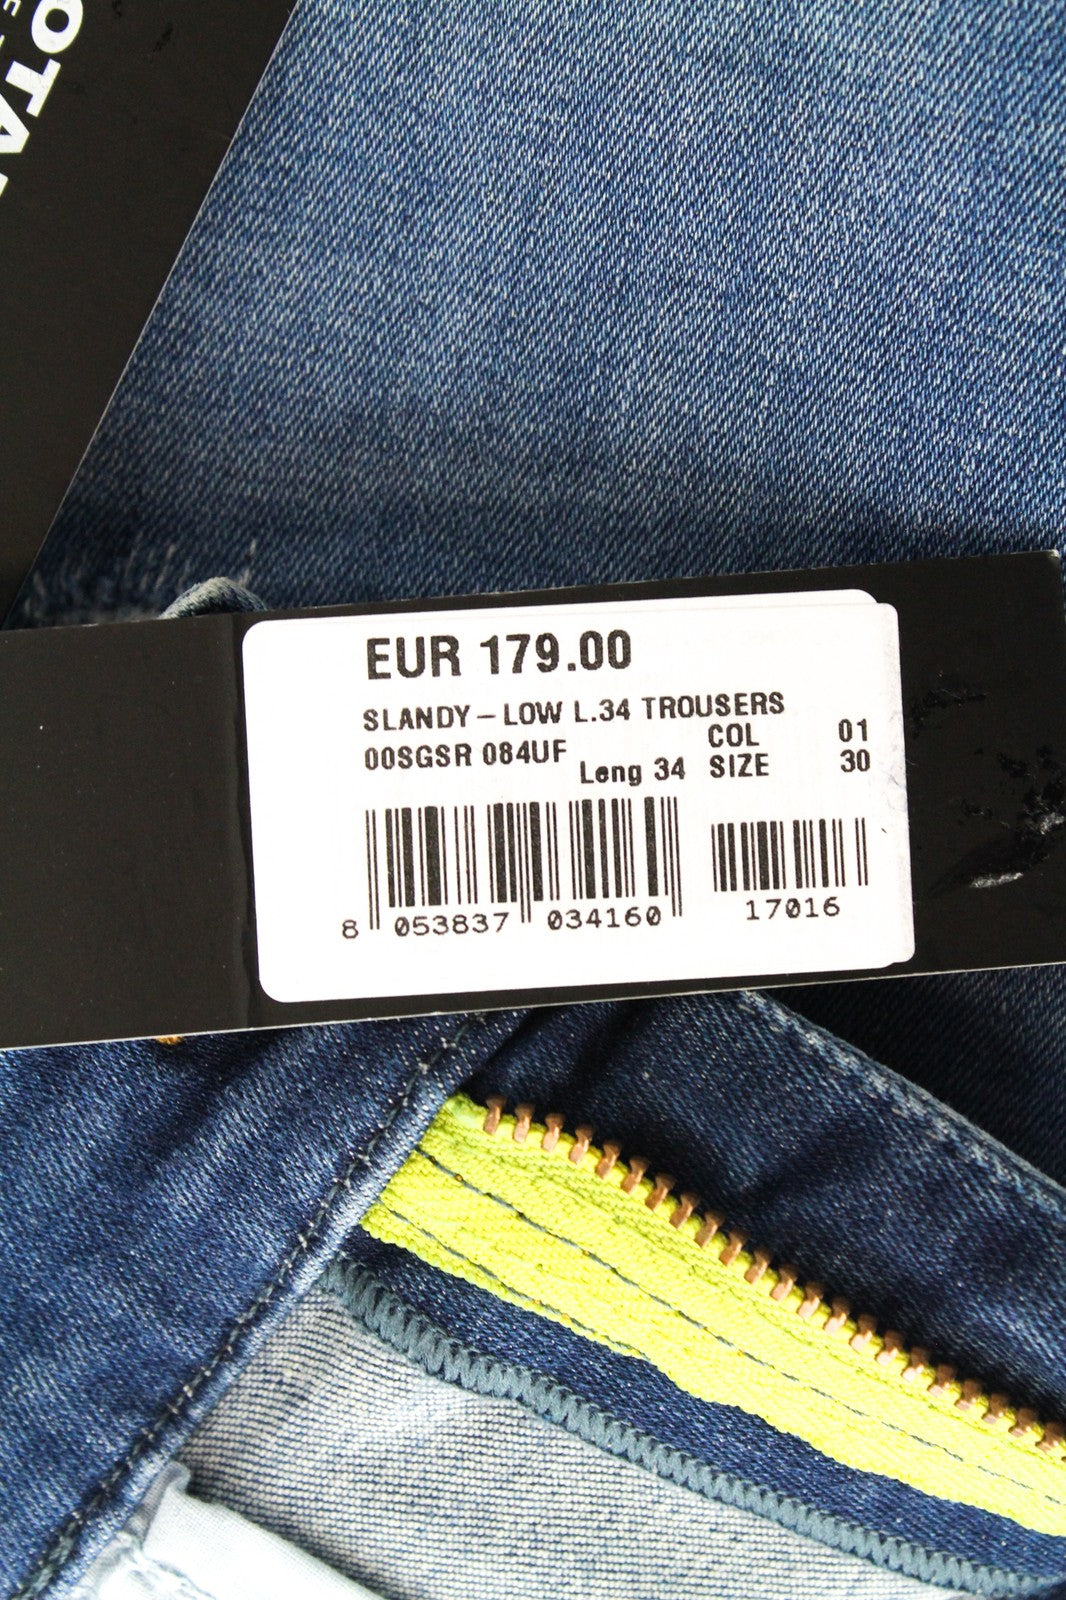 EUR 179.00
SLANDY-LOW L.34 TROUSERS
00SGSR 084UF Leng 34 COL 01
SIZE 30
8 053837 034160 17016